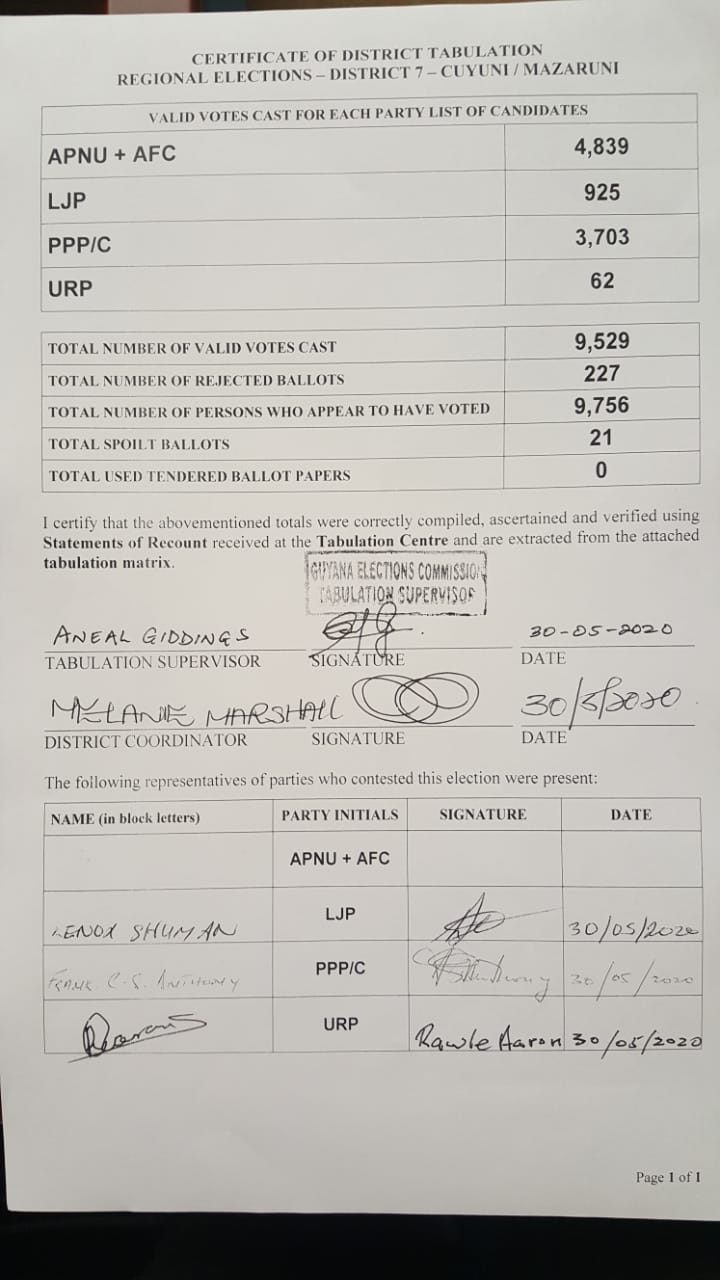 CERTIFICATE OF DISTRICT TABULATION
REGIONAL ELECTIONS – DISTRICT 7 – CUYUNI / MAZARUNI
VALID VOTES CAST FOR EACH PARTY LIST OF CANDIDATES
APNU + AFC 4,839
LJP 925
PPP/C 3,703
URP 62
TOTAL NUMBER OF VALID VOTES CAST 9,529
TOTAL NUMBER OF REJECTED BALLOTS 227
TOTAL NUMBER OF PERSONS WHO APPEAR TO HAVE VOTED 9,756
TOTAL SPOILT BALLOTS 21
TOTAL USED TENDERED BALLOT PAPERS 0
I certify that the abovementioned totals were correctly compiled, ascertained and verified using
Statements of Recount received at the Tabulation Centre and are extracted from the attached
tabulation matrix.
GUYANA ELECTIONS COMMISSION
TABULATION SUPERVISOR
ANEAL GIDDINGS 30-05-2020
TABULATION SUPERVISOR SIGNATURE DATE
MELANIE MARSHALL 30/5/2020
DISTRICT COORDINATOR SIGNATURE DATE
The following representatives of parties who contested this election were present:
NAME (in block letters) PARTY INITIALS SIGNATURE DATE
APNU + AFC
LENOX SHUMAN LJP 30/05/2020
FRANK C.S. ANTHONY PPP/C 30/05/2020
URP Rawle Aaron 30/05/2020
Page 1 of 1